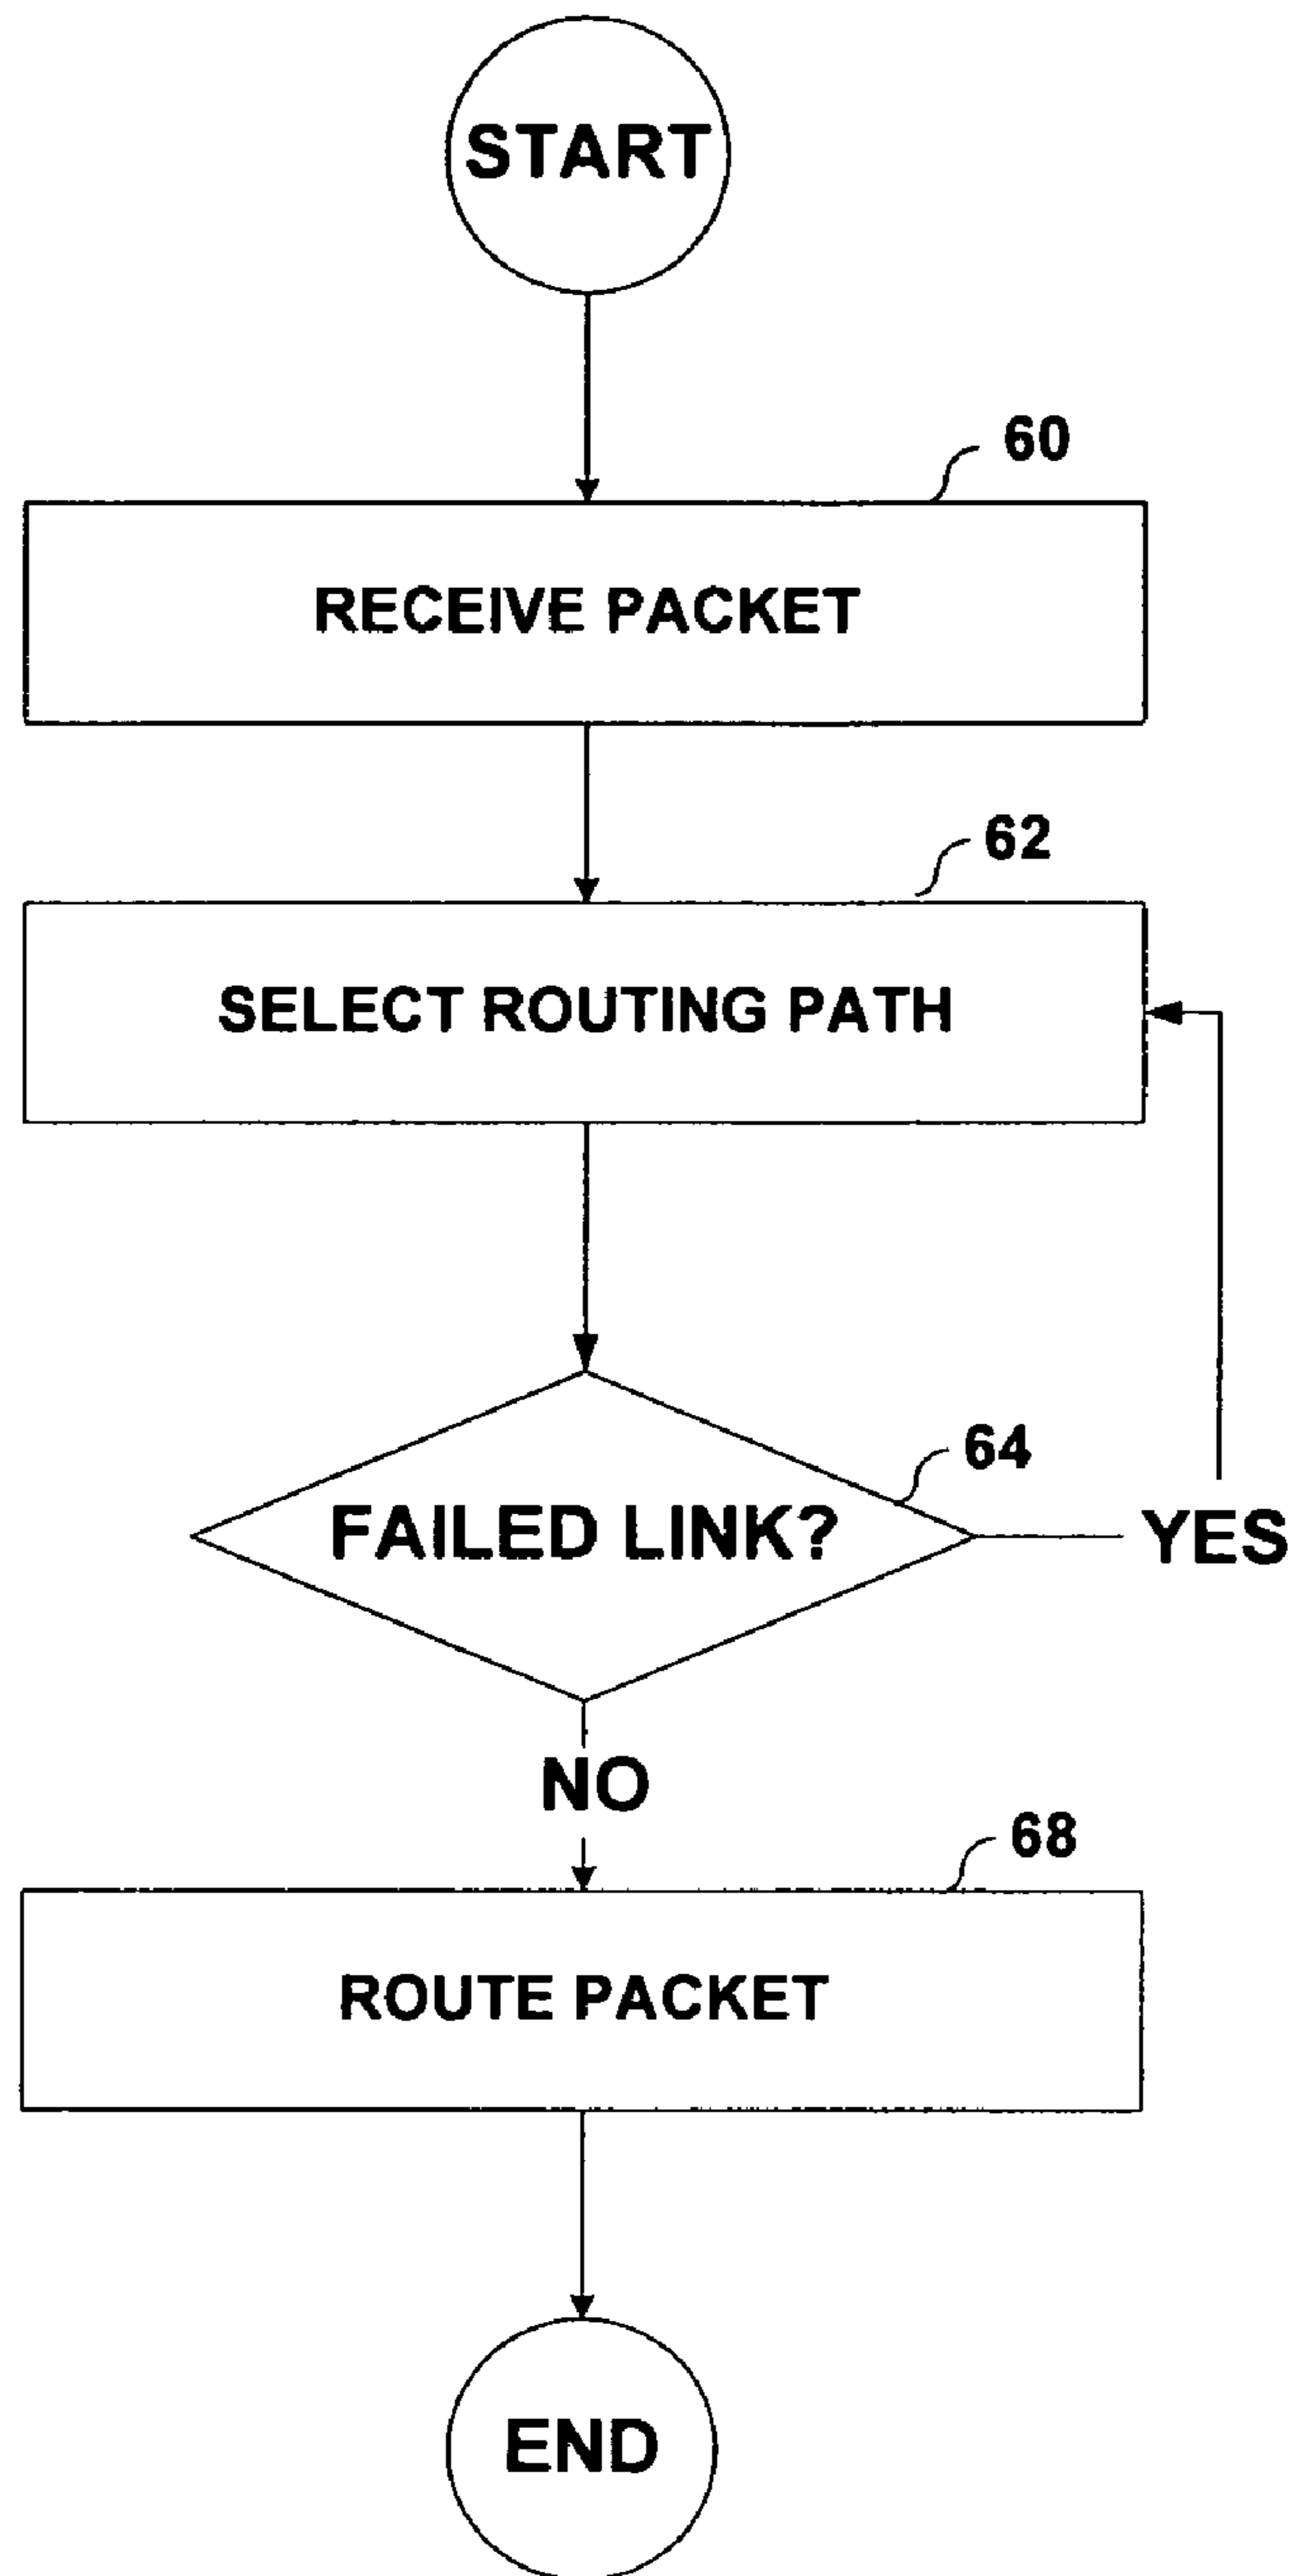 START
60
RECEIVE PACKET
62
SELECT ROUTING PATH
64
FAILED LINK?
YES
NO
68
ROUTE PACKET
END